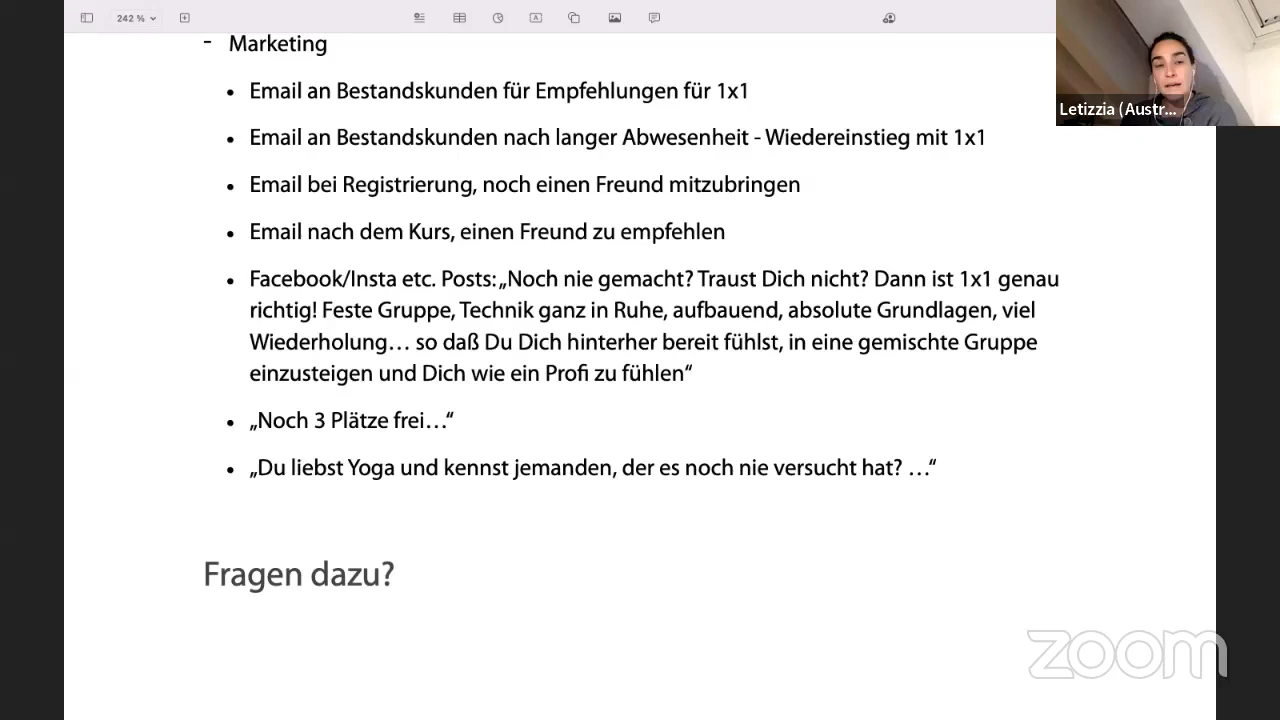 242 %
- Marketing
• Email an Bestandskunden für Empfehlungen für 1x1
• Email an Bestandskunden nach langer Abwesenheit - Wiedereinstieg mit 1x1
• Email bei Registrierung, noch einen Freund mitzubringen
• Email nach dem Kurs, einen Freund zu empfehlen
• Facebook/Insta etc. Posts: „Noch nie gemacht? Traust Dich nicht? Dann ist 1x1 genau
richtig! Feste Gruppe, Technik ganz in Ruhe, aufbauend, absolute Grundlagen, viel
Wiederholung… so daß Du Dich hinterher bereit fühlst, in eine gemischte Gruppe
einzusteigen und Dich wie ein Profi zu fühlen“
• „Noch 3 Plätze frei…“
• „Du liebst Yoga und kennst jemanden, der es noch nie versucht hat? …“
Fragen dazu?
Letizzia (Austr...
zoom